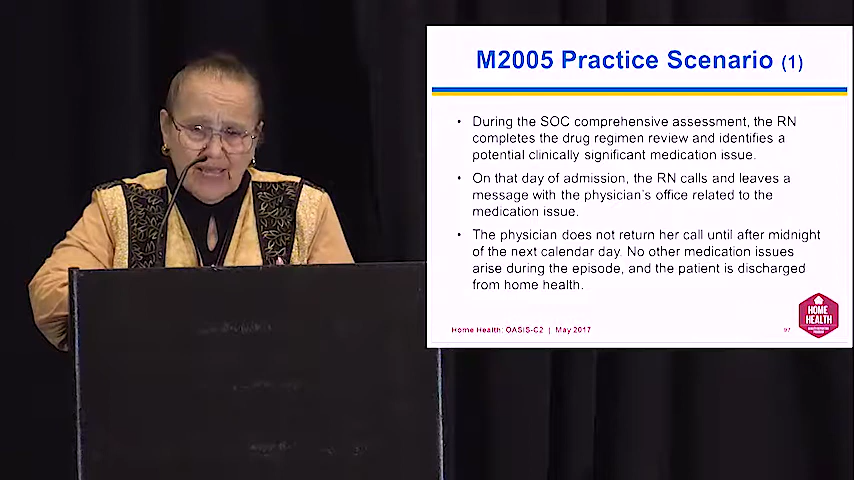 M2005 Practice Scenario (1)
• During the SOC comprehensive assessment, the RN
completes the drug regimen review and identifies a
potential clinically significant medication issue.
• On that day of admission, the RN calls and leaves a
message with the physician's office related to the
medication issue.
• The physician does not return her call until after midnight
of the next calendar day. No other medication issues
arise during the episode, and the patient is discharged
from home health.
Home Health: OASIS-C2 | May 2017
97
HOME
HEALTH